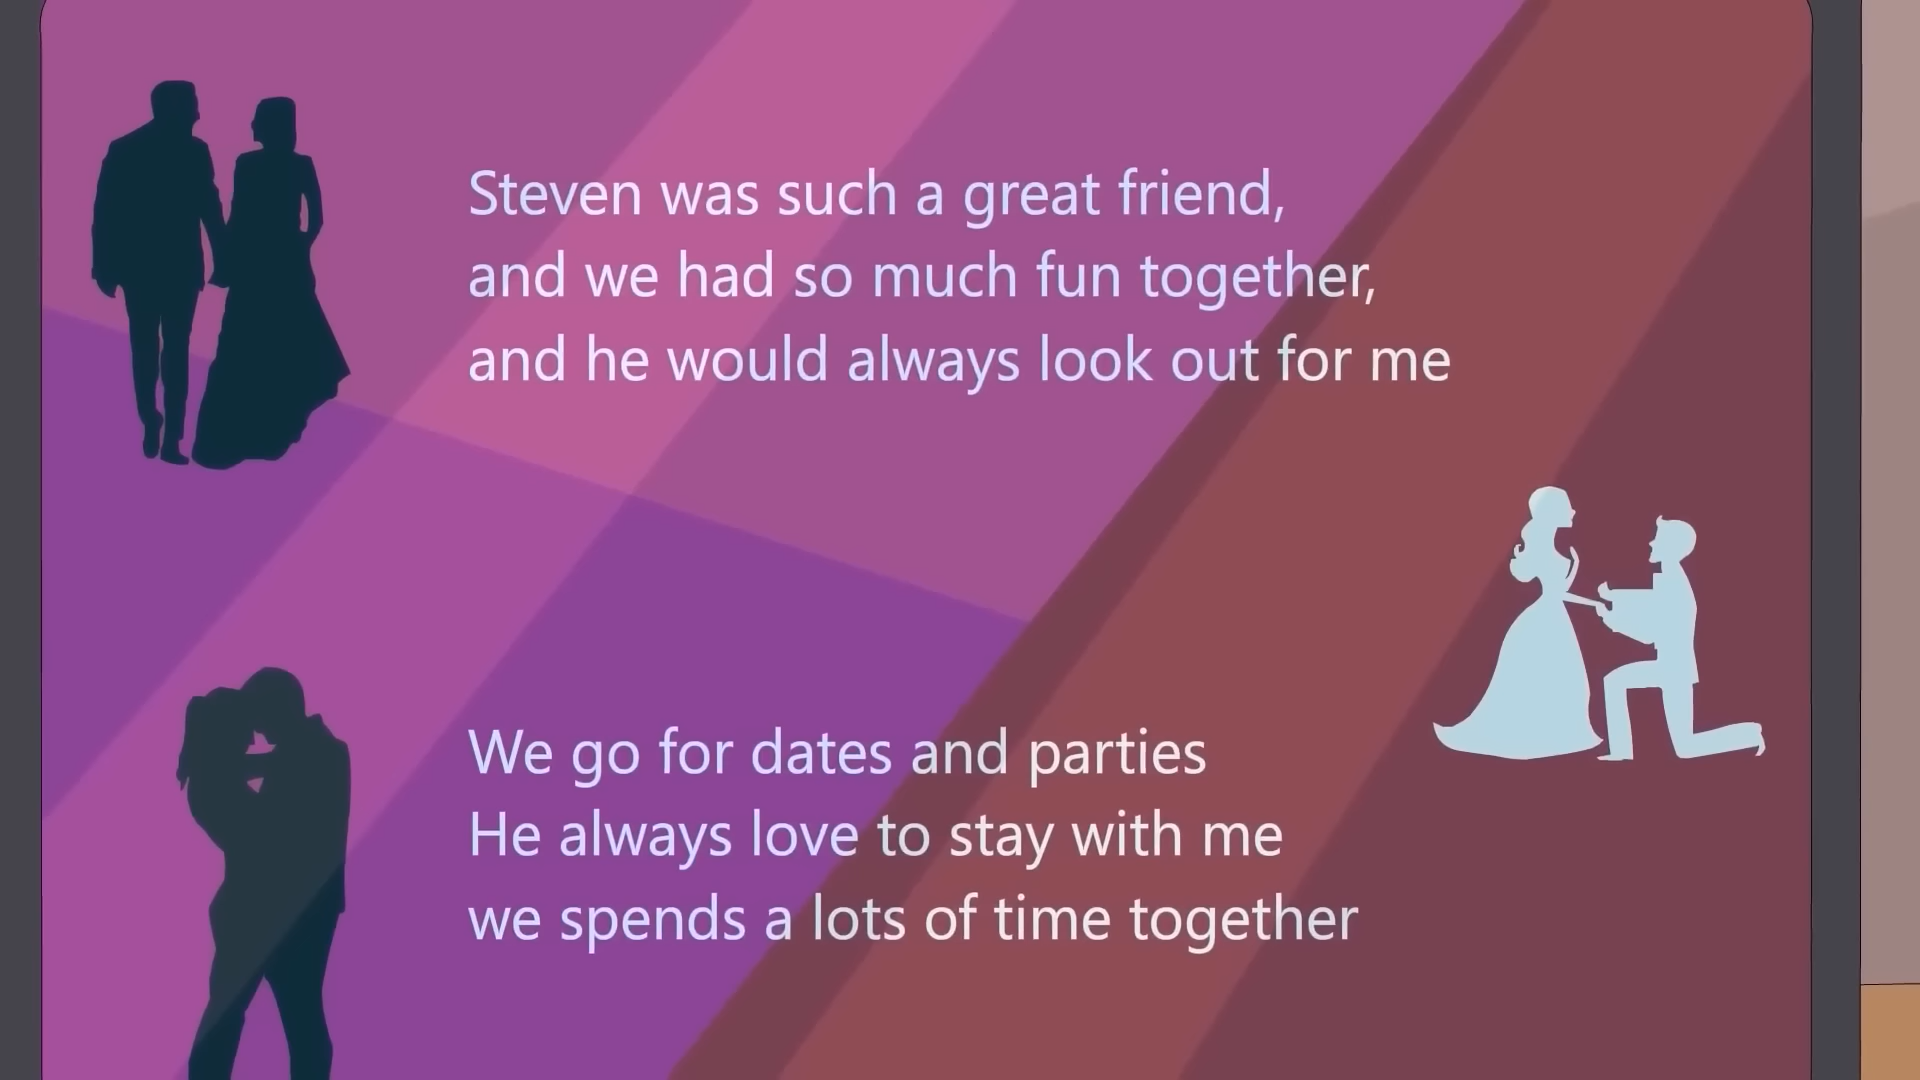 Steven was such a great friend,
and we had so much fun together,
and he would always look out for me
We go for dates and parties
He always love to stay with me
we spends a lots of time together